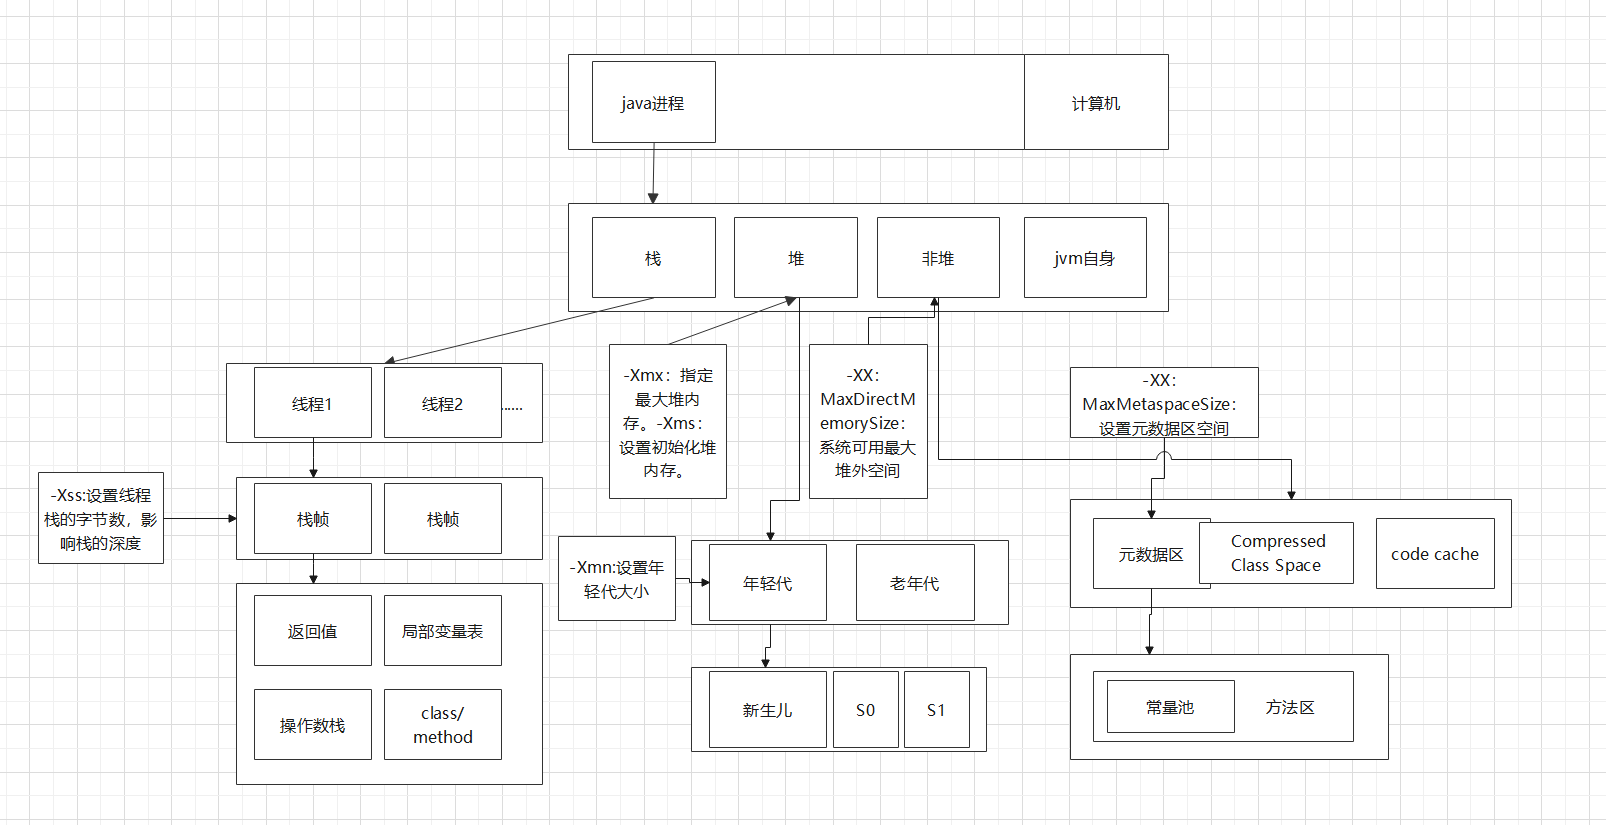 java进程
计算机
栈
堆
非堆
jvm自身
线程1
线程2
......
-Xmx：指定
最大堆内
存。-Xms：
设置初始化堆
内存。
-XX：
MaxDirectM
emorySize：
系统可用最大
堆外空间
-XX：
MaxMetaspaceSize：
设置元数据区空间
-Xss:设置线程
栈的字节数，影
响栈的深度
栈帧
栈帧
-Xmn:设置年
轻代大小
年轻代
老年代
元数据区
Compressed
Class Space
code cache
返回值
局部变量表
操作数栈
class/
method
新生儿
S0
S1
常量池
方法区